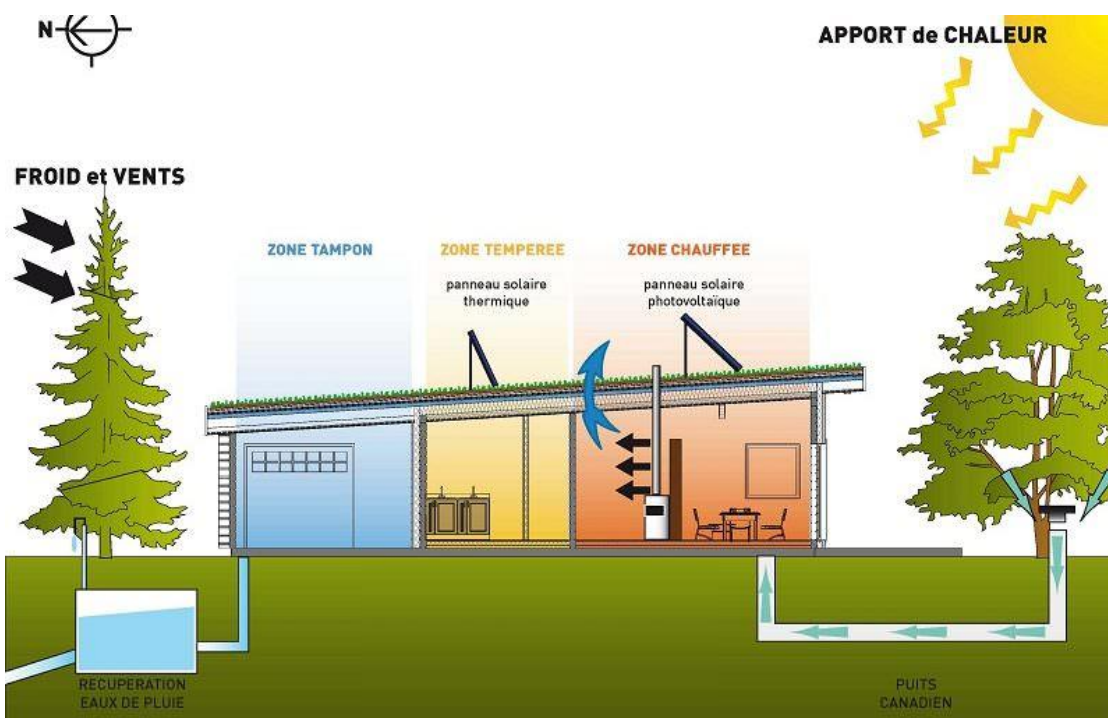 N
APPORT de CHALEUR
FROID et VENTS
ZONE TAMPON
ZONE TEMPEREE
ZONE CHAUFFEE
panneau solaire
thermique
panneau solaire
photovoltaïque
RECUPERATION
EAUX DE PLUIE
PUITS
CANADIEN